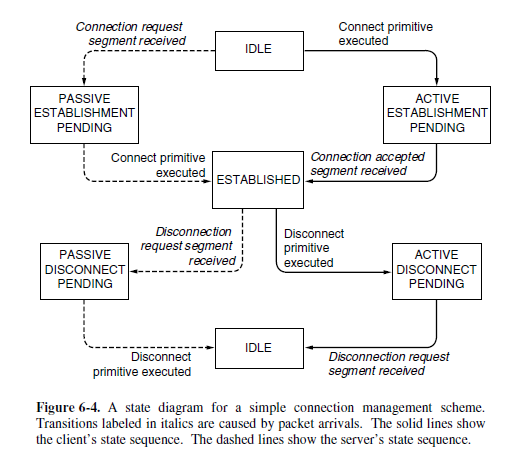 Connection request
segment received
IDLE
Connect primitive
executed
PASSIVE
ESTABLISHMENT
PENDING
ACTIVE
ESTABLISHMENT
PENDING
Connect primitive
executed
ESTABLISHED
Connection accepted
segment received
Disconnection
request segment
received
Disconnect
primitive
executed
PASSIVE
DISCONNECT
PENDING
ACTIVE
DISCONNECT
PENDING
IDLE
Disconnect
primitive executed
Disconnection request
segment received
Figure 6-4. A state diagram for a simple connection management scheme.
Transitions labeled in italics are caused by packet arrivals. The solid lines show
the client’s state sequence. The dashed lines show the server’s state sequence.